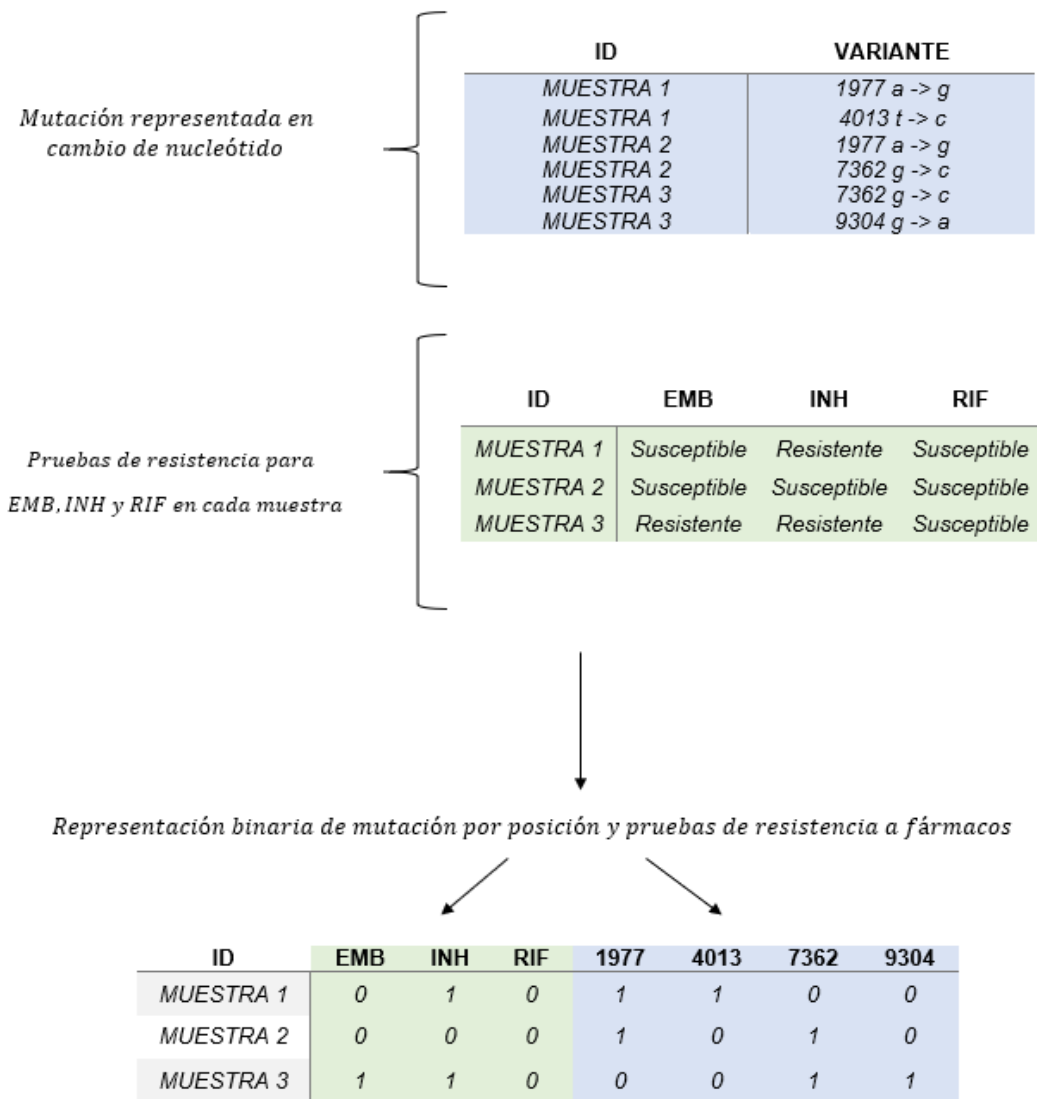 ID VARIANTE
MUESTRA 1 1977 a -> g
MUESTRA 1 4013 t -> c
MUESTRA 2 1977 a -> g
MUESTRA 2 7362 g -> c
MUESTRA 3 7362 g -> c
MUESTRA 3 9304 g -> a
Mutación representada en
cambio de nucleótido
ID EMB INH RIF
MUESTRA 1 Susceptible Resistente Susceptible
MUESTRA 2 Susceptible Susceptible Susceptible
MUESTRA 3 Resistente Resistente Susceptible
Pruebas de resistencia para
EMB, INH y RIF en cada muestra
Representación binaria de mutación por posición y pruebas de resistencia a fármacos
ID EMB INH RIF 1977 4013 7362 9304
MUESTRA 1 0 1 0 1 1 0 0
MUESTRA 2 0 0 0 1 0 1 0
MUESTRA 3 1 1 0 0 0 1 1